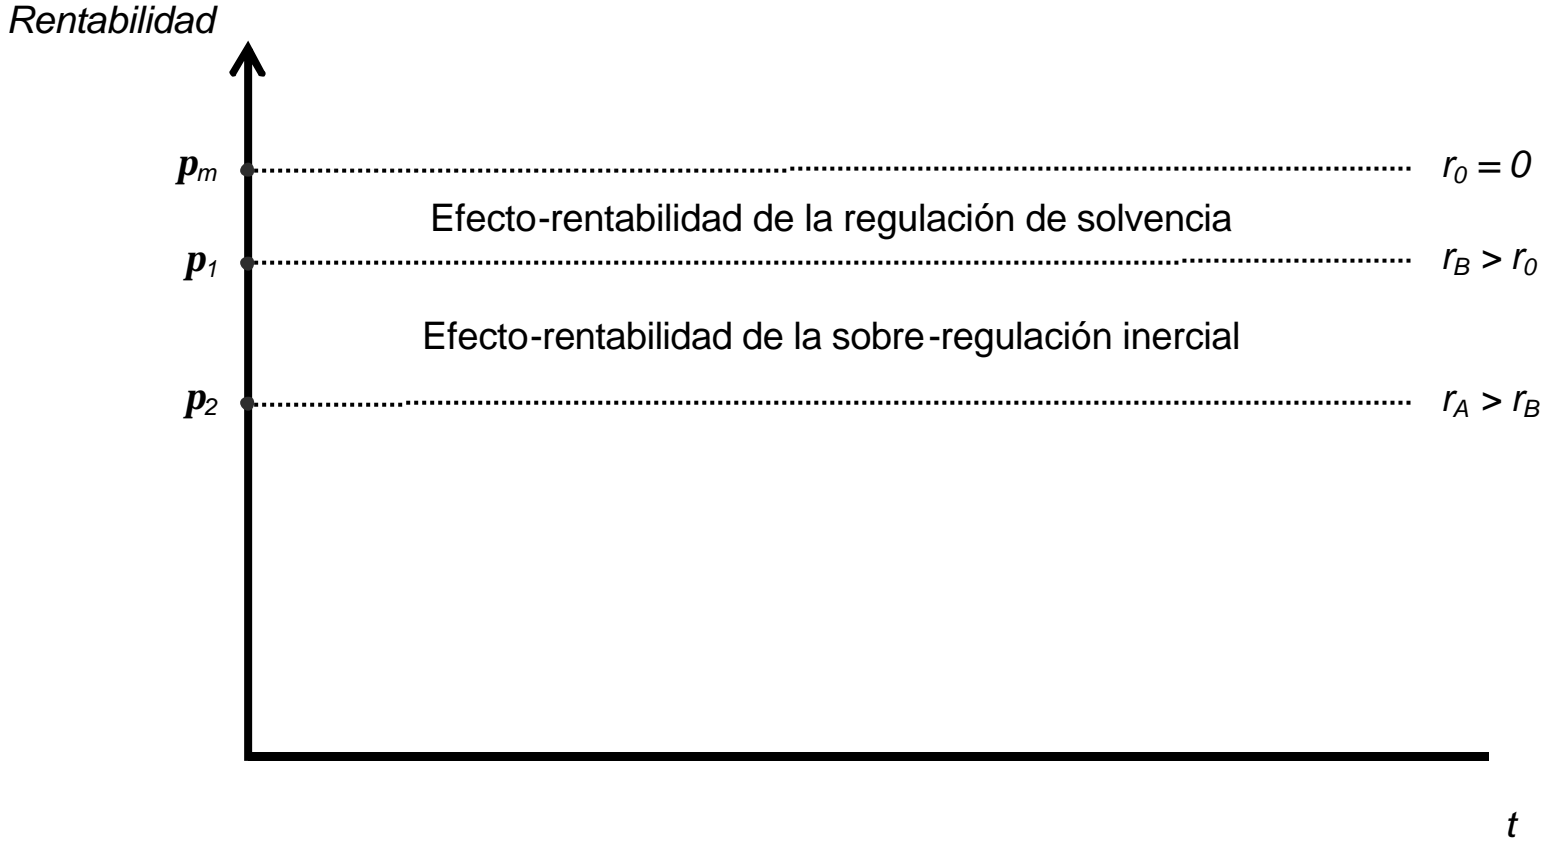 Rentabilidad
pm r0 = 0
Efecto-rentabilidad de la regulación de solvencia
p1 rB > r0
Efecto-rentabilidad de la sobre-regulación inercial
p2 rA > rB
t